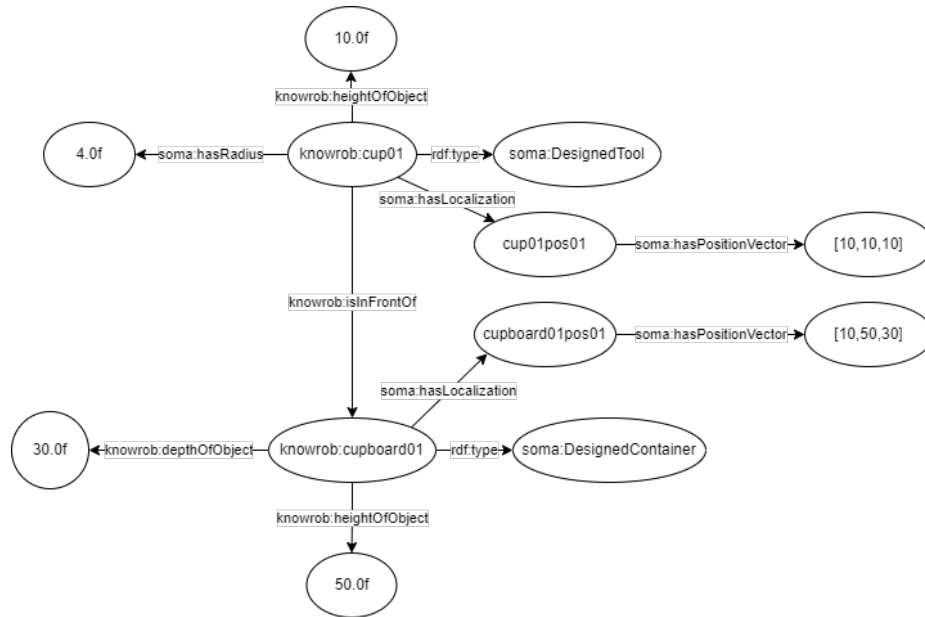 10.0f
knowrob:heightOfObject
4.0f
soma:hasRadius
knowrob:cup01
rdf:type
soma:DesignedTool
soma:hasLocalization
cup01pos01
soma:hasPositionVector
[10,10,10]
knowrob:isInFrontOf
cupboard01pos01
soma:hasPositionVector
[10,50,30]
soma:hasLocalization
30.0f
knowrob:depthOfObject
knowrob:cupboard01
rdf:type
soma:DesignedContainer
knowrob:heightOfObject
50.0f